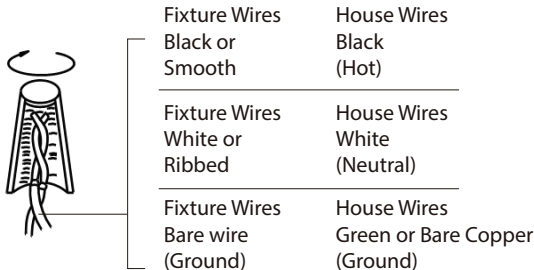 Fixture Wires House Wires
Black or Black
Smooth (Hot)
Fixture Wires House Wires
White or White
Ribbed (Neutral)
Fixture Wires House Wires
Bare wire Green or Bare Copper
(Ground) (Ground)